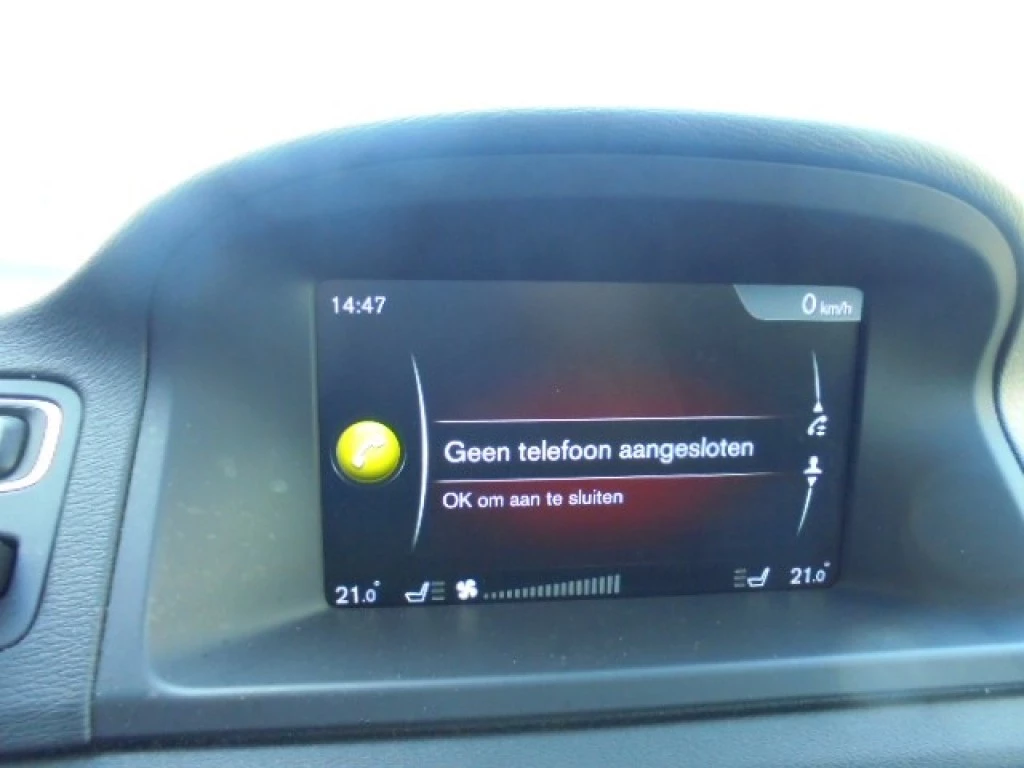 14:47
0 km/h
Geen telefoon aangesloten
OK om aan te sluiten
21.0°
21.0°